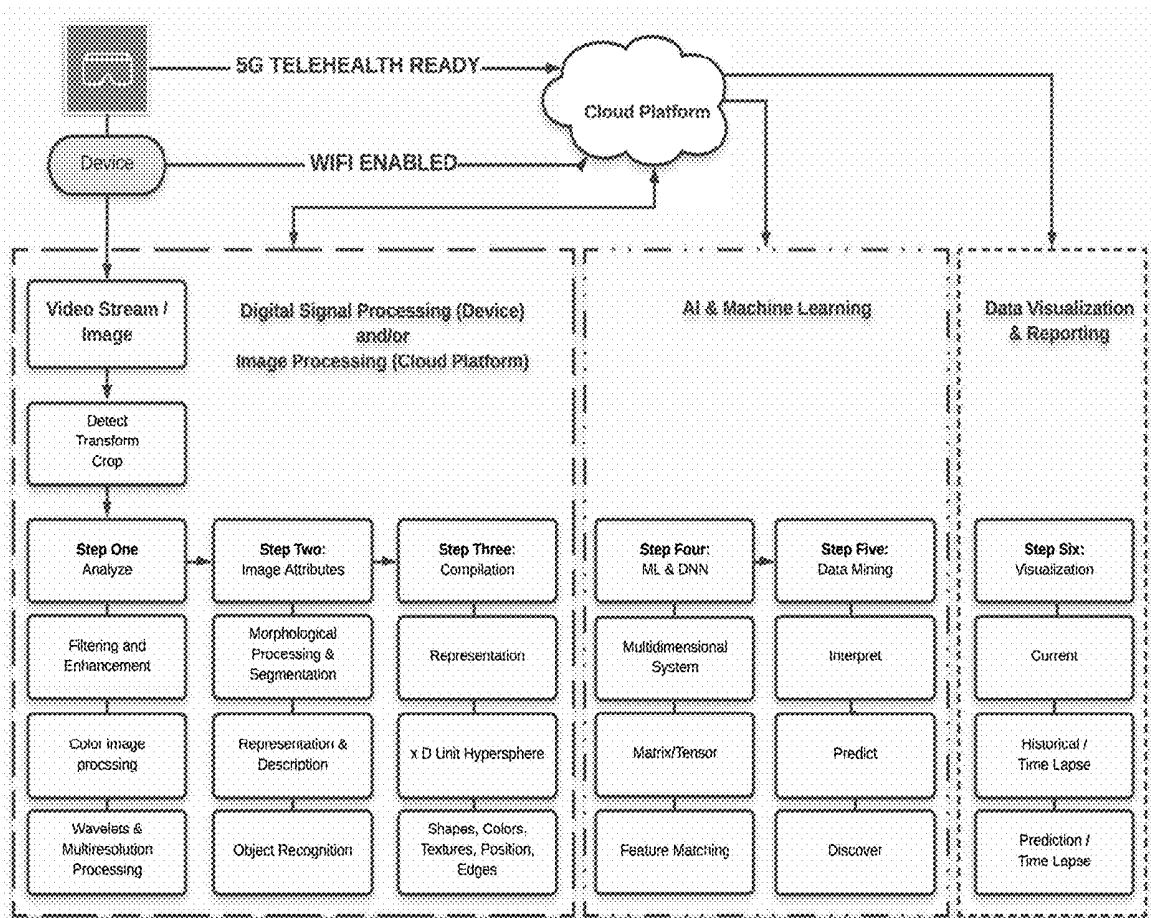 5G TELEHEALTH READY
Cloud Platform
Device
WIFI ENABLED
Video Stream /
Image
Digital Signal Processing (Device)
and/or
Image Processing (Cloud Platform)
AI & Machine Learning
Data Visualization
& Reporting
Detect
Transform
Crop
Step One
Analyze
Step Two:
Image Attributes
Step Three:
Compilation
Step Four:
ML & DNN
Step Five:
Data Mining
Step Six:
Visualization
Filtering and
Enhancement
Morphological
Processing &
Segmentation
Representation
Multidimensional
System
Interpret
Current
Color image
procssing
Representation &
Description
x D Unit Hypersphere
Matrix/Tensor
Predict
Historical /
Time Lapse
Wavelets &
Multiresolution
Processing
Object Recognition
Shapes, Colors,
Textures, Position,
Edges
Feature Matching
Discover
Prediction /
Time Lapse